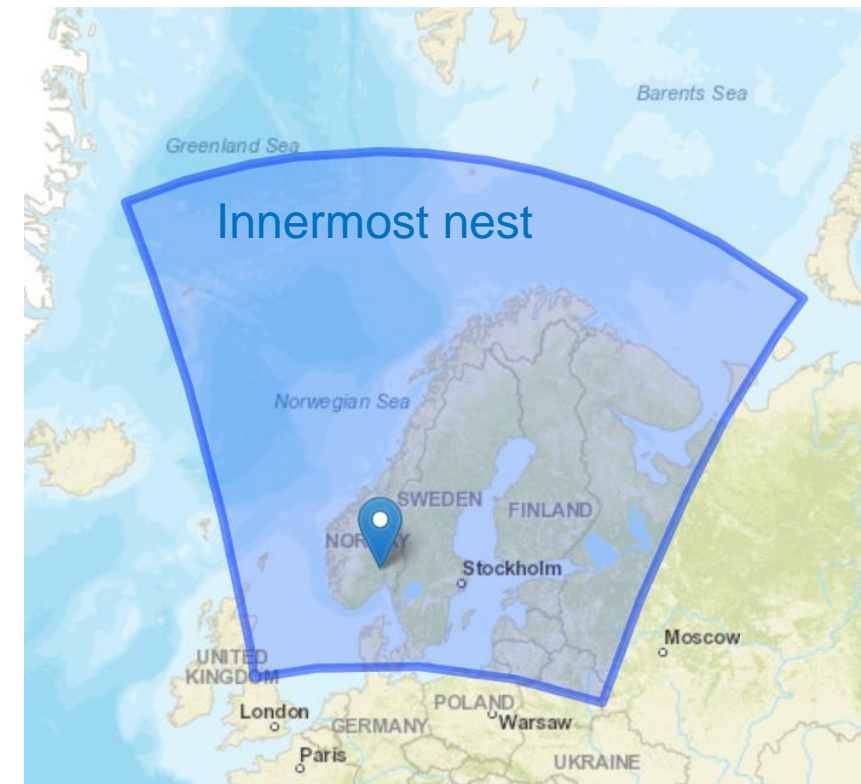 Barents Sea
Greenland Sea
Innermost nest
Norwegian Sea
SWEDEN
FINLAND
NORWAY
Stockholm
Moscow
UNITED
KINGDOM
London
POLAND
GERMANY
Warsaw
Paris
UKRAINE